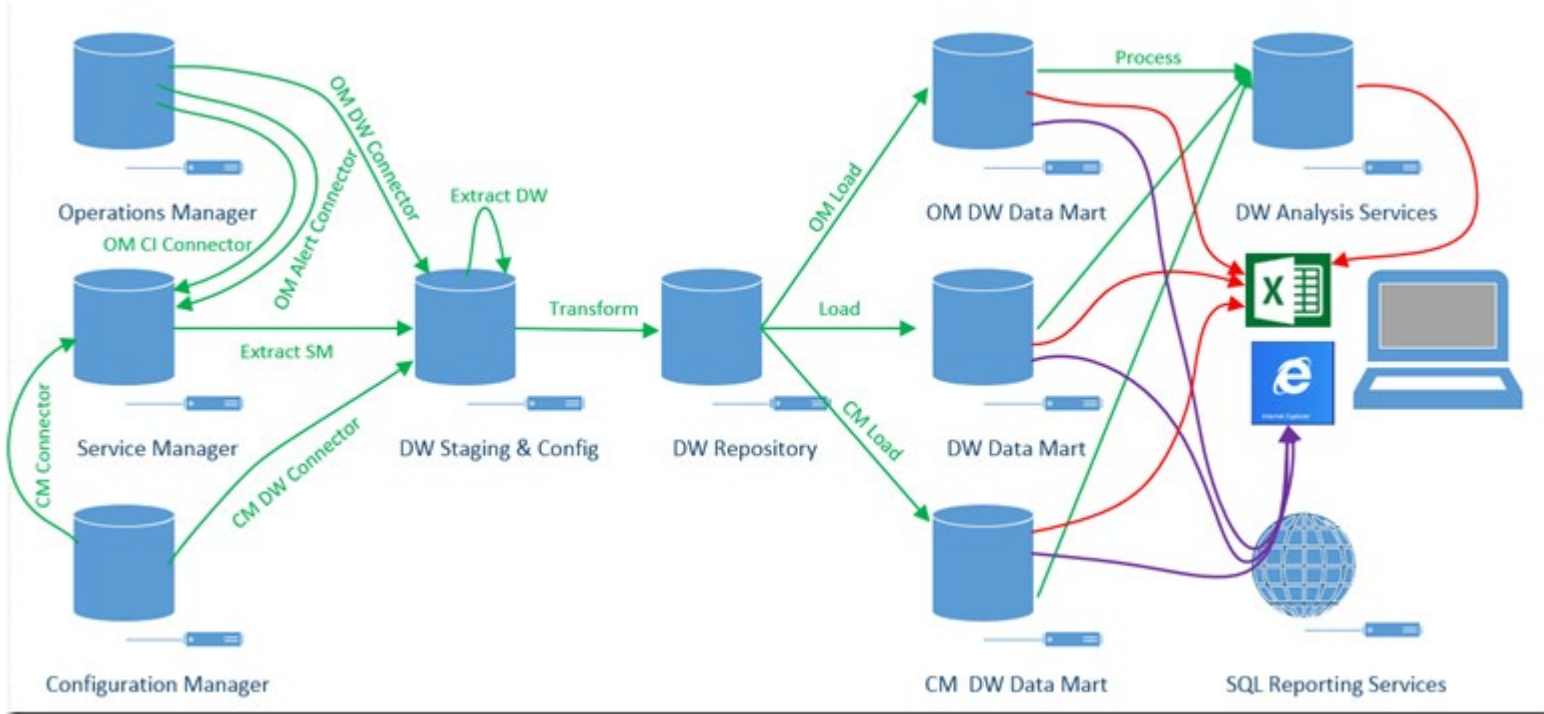 Operations Manager
OM DW Connector
OM CI Connector
OM Alert Connector
Extract DW
Service Manager
Extract SM
CM Connector
CM DW Connector
Configuration Manager
DW Staging & Config
Transform
DW Repository
OM Load
Load
CM Load
OM DW Data Mart
Process
DW Analysis Services
DW Data Mart
X
e
Internet Explorer
CM DW Data Mart
SQL Reporting Services